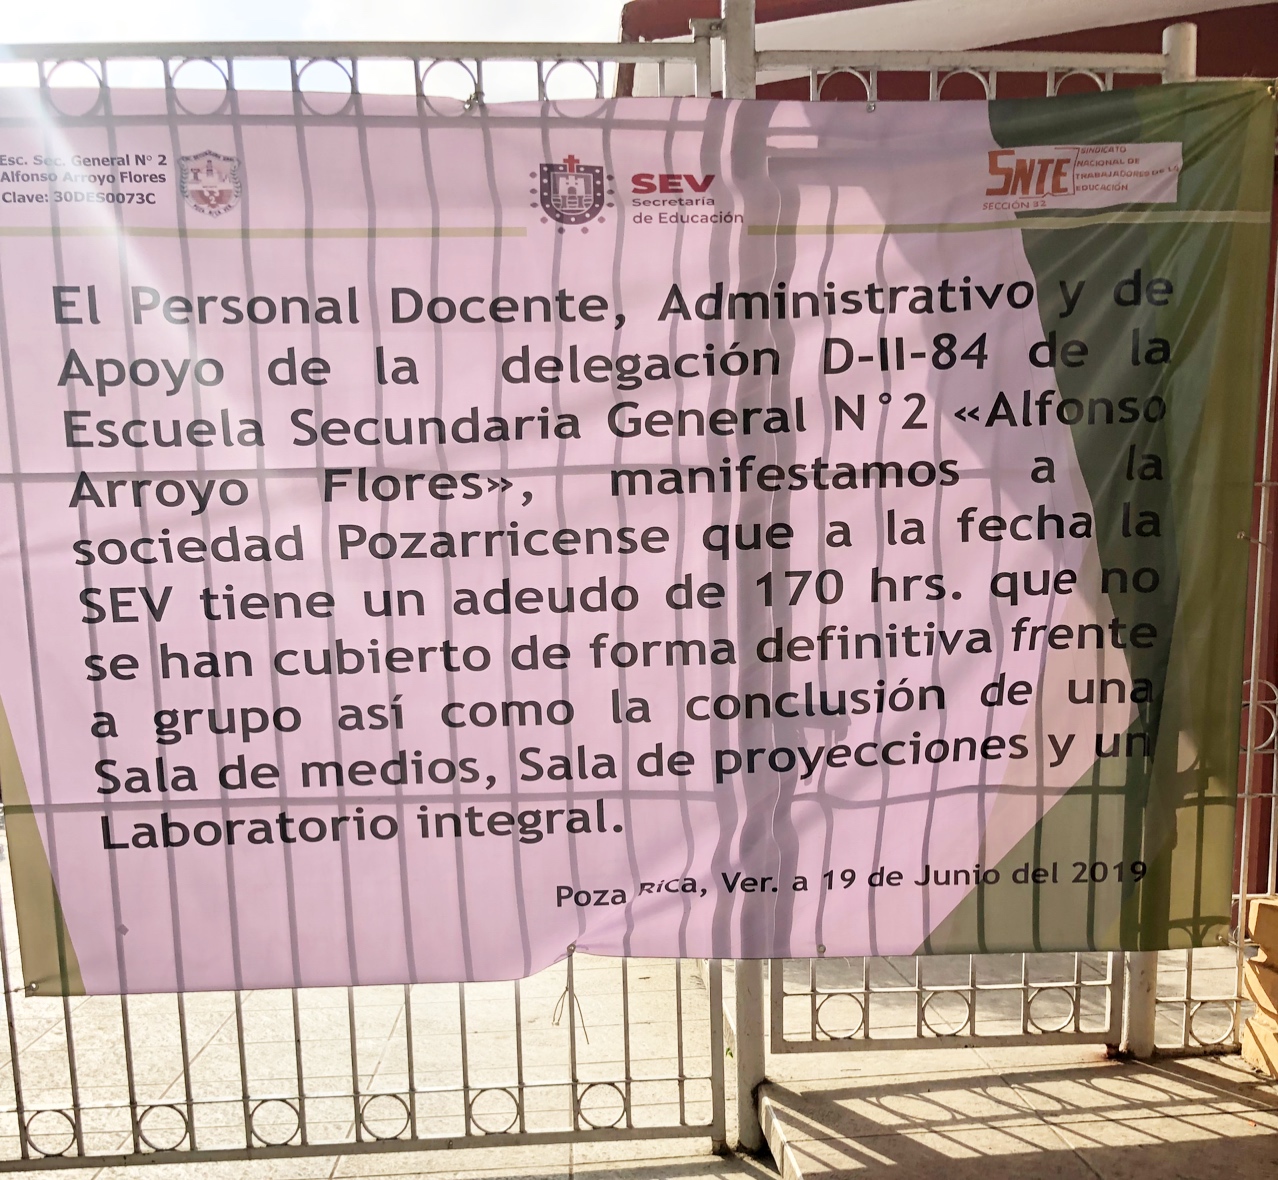 Esc. Sec. General N° 2
Alfonso Arroyo Flores
Clave: 30DES0073C
SEV
Secretaría
de Educación
SNTE
SINDICATO
NACIONAL DE
TRABAJADORES DE LA
EDUCACIÓN
SECCIÓN 32
El Personal Docente, Administrativo y de
Apoyo de la delegación D-II-84 de la
Escuela Secundaria General N°2 «Alfonso
Arroyo Flores», manifestamos a la
sociedad Pozarricense que a la fecha la
SEV tiene un adeudo de 170 hrs. que no
se han cubierto de forma definitiva frente
a grupo así como la conclusión de una
Sala de medios, Sala de proyecciones y un
Laboratorio integral.
Poza Rica, Ver. a 19 de Junio del 2019